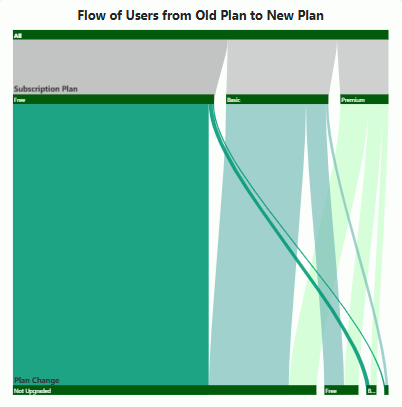 Flow of Users from Old Plan to New Plan
All
Subscription Plan
Free Basic Premium
Plan Change
Not Upgraded Free B...